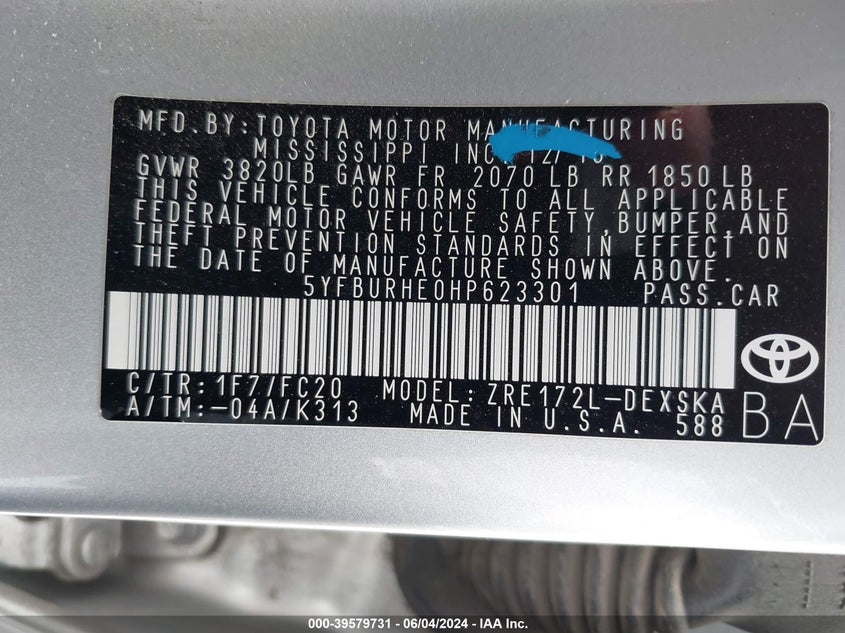 MFD.BY:TOYOTA MOTOR MANUFACTURING
MISSISSIPPI INC. 12/
GVWR 3820LB GAWR FR 2070 LB RR 1850 LB
THIS VEHICLE CONFORMS TO ALL APPLICABLE
FEDERAL MOTOR VEHICLE SAFETY,BUMPER,AND
THEFT PREVENTION STANDARDS IN EFFECT ON
THE DATE OF MANUFACTURE SHOWN ABOVE.
5YFBURHE0HP623301 PASS.CAR
C/TR:1F7/FC20 MODEL:ZRE172L-DEXSKA
A/TM:-04A/K313 MADE IN U.S.A. 588
BA
000-39579731 - 06/04/2024 - IAA Inc.